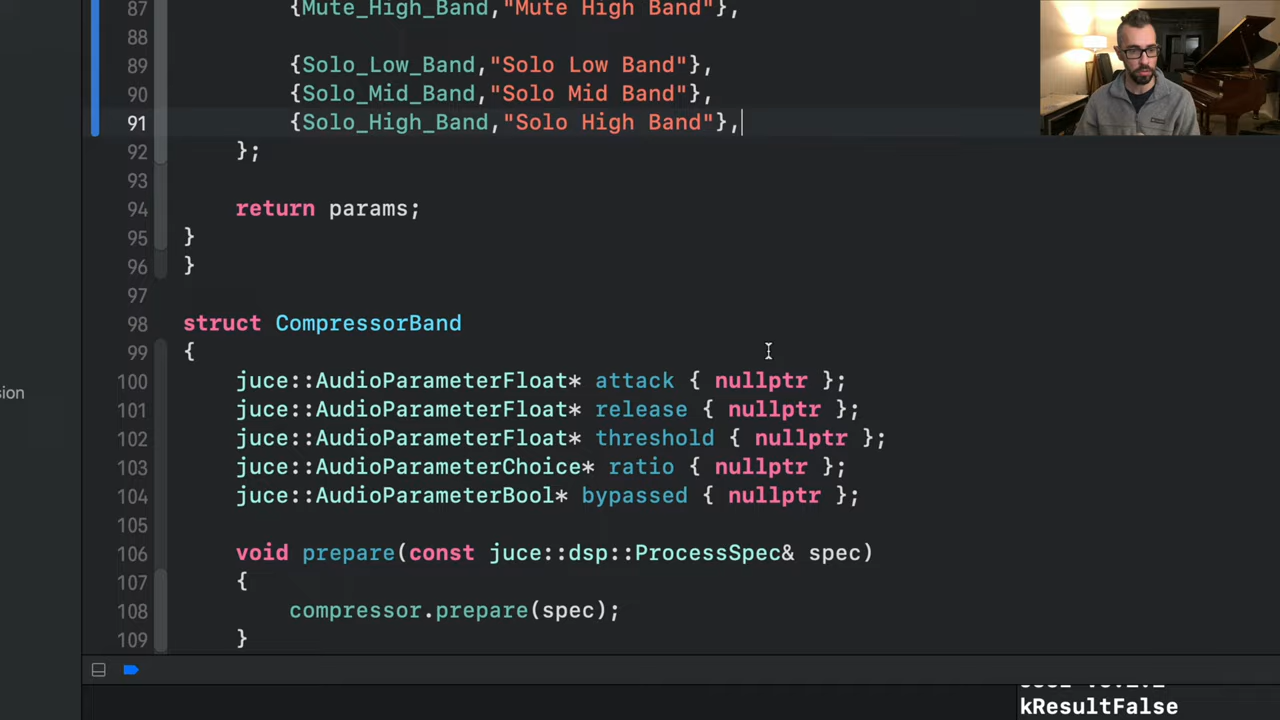 87 {Mute_High_Band,"Mute High Band"},
88
89 {Solo_Low_Band,"Solo Low Band"},
90 {Solo_Mid_Band,"Solo Mid Band"},
91 {Solo_High_Band,"Solo High Band"},
92 };
93
94 return params;
95 }
96 }
97
98 struct CompressorBand
99 {
sion
100 juce::AudioParameterFloat* attack { nullptr };
101 juce::AudioParameterFloat* release { nullptr };
102 juce::AudioParameterFloat* threshold { nullptr };
103 juce::AudioParameterChoice* ratio { nullptr };
104 juce::AudioParameterBool* bypassed { nullptr };
105
106 void prepare(const juce::dsp::ProcessSpec& spec)
107 {
108 compressor.prepare(spec);
109 }
kResultFalse